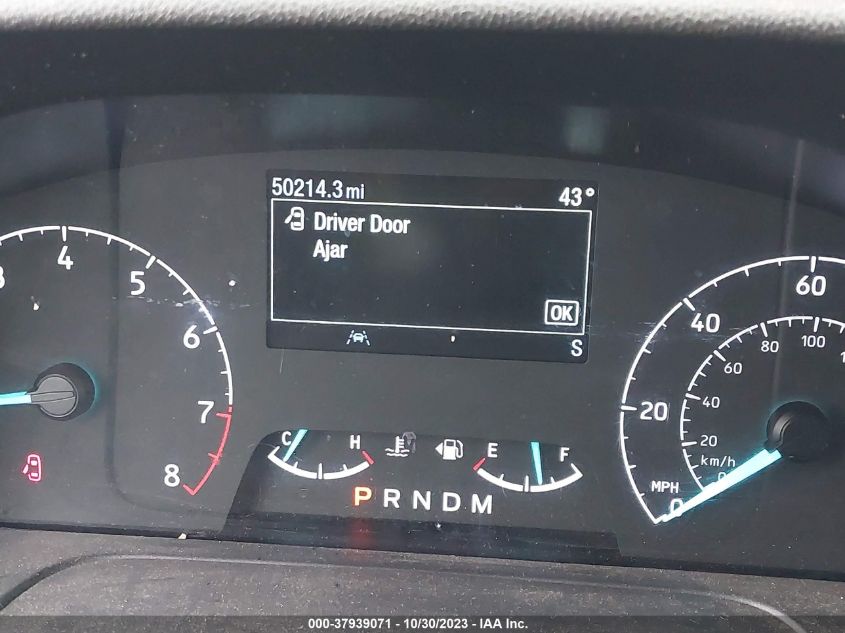 50214.3 mi 43°
Driver Door
Ajar
OK
S
4
5
6
7
8
C H
E F
P R N D M
60
40
20
0
MPH
100
80
60
40
20
km/h
000-37939071 - 10/30/2023 - IAA Inc.